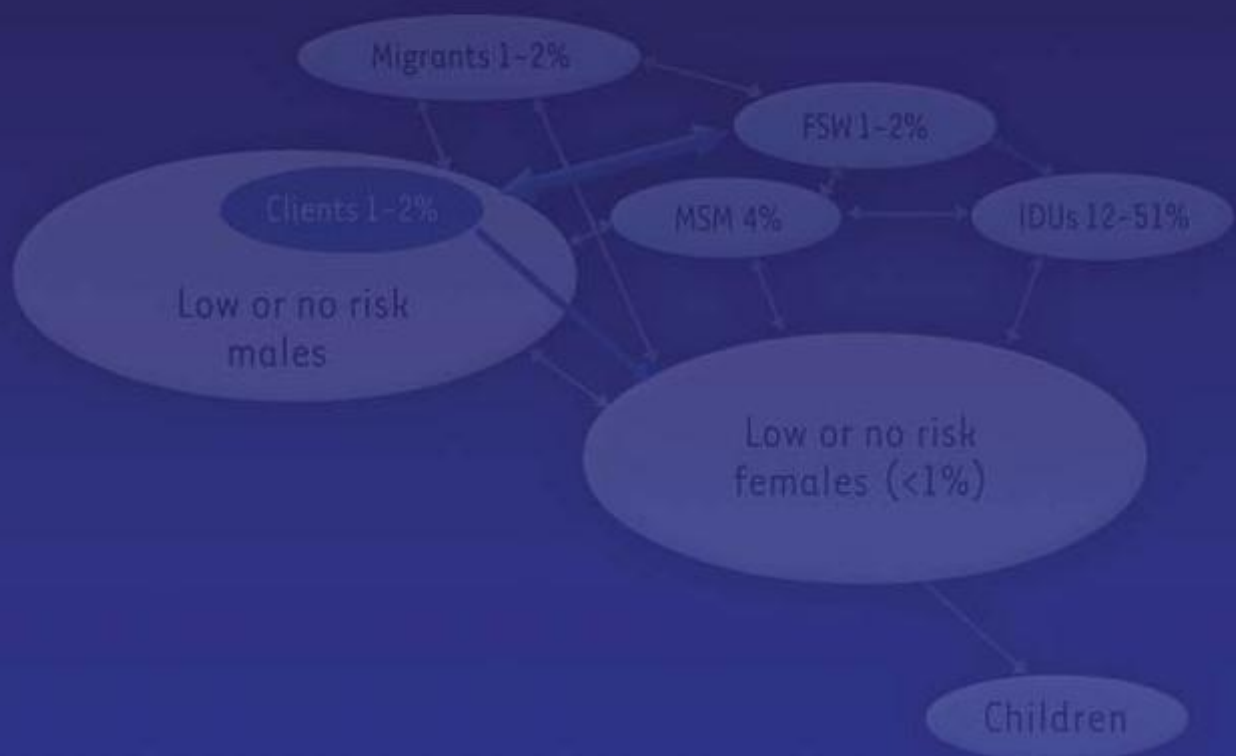 Migrants 1-2%
FSW 1-2%
Clients 1-2%
MSM 4%
IDUs 12-51%
Low or no risk
males
Low or no risk
females (<1%)
Children